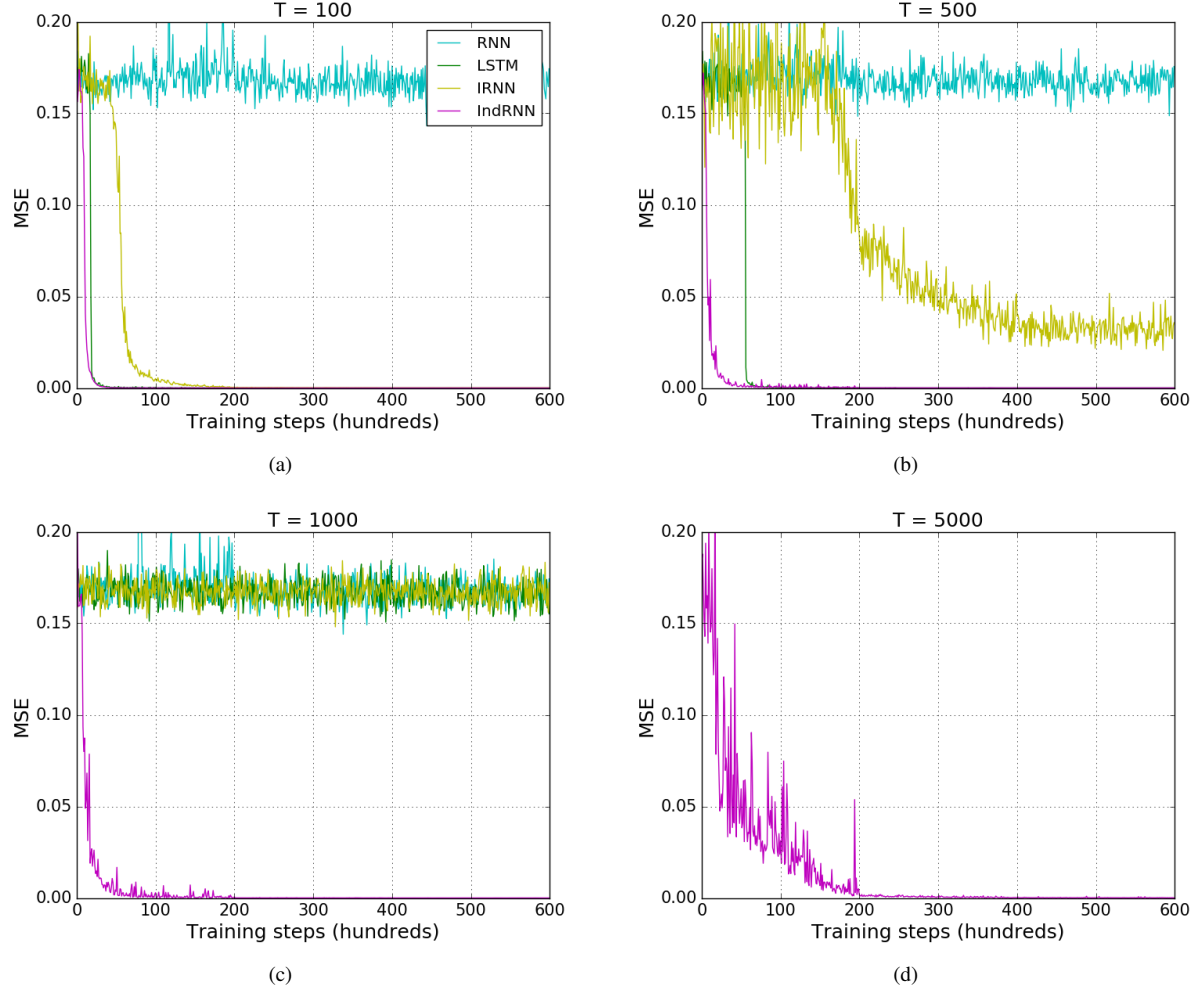 T = 100
0.20
0.15
0.10
0.05
0.00
MSE
0 100 200 300 400 500 600
Training steps (hundreds)
RNN
LSTM
IRNN
IndRNN
(a)
T = 500
0.20
0.15
0.10
0.05
0.00
MSE
0 100 200 300 400 500 600
Training steps (hundreds)
(b)
T = 1000
0.20
0.15
0.10
0.05
0.00
MSE
0 100 200 300 400 500 600
Training steps (hundreds)
(c)
T = 5000
0.20
0.15
0.10
0.05
0.00
MSE
0 100 200 300 400 500 600
Training steps (hundreds)
(d)